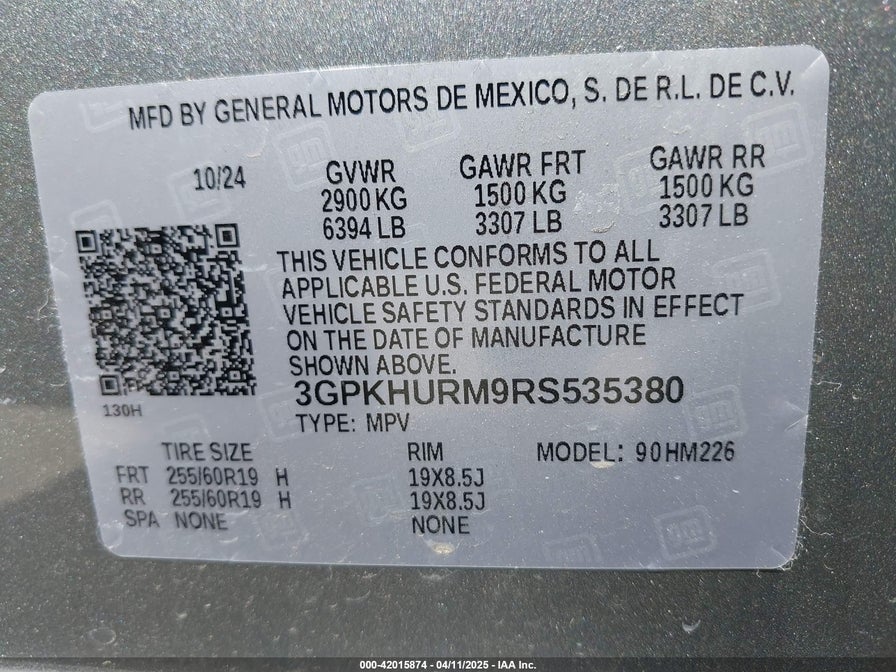 MFD BY GENERAL MOTORS DE MEXICO, S. DE R.L. DE C.V.
10/24 GVWR GAWR FRT GAWR RR
2900 KG 1500 KG 1500 KG
6394 LB 3307 LB 3307 LB
THIS VEHICLE CONFORMS TO ALL
APPLICABLE U.S. FEDERAL MOTOR
VEHICLE SAFETY STANDARDS IN EFFECT
ON THE DATE OF MANUFACTURE
SHOWN ABOVE.
3GPKHURM9RS535380
130H
TYPE: MPV
TIRE SIZE RIM MODEL: 90HM226
FRT 255/60R19 H 19X8.5J
RR 255/60R19 H 19X8.5J
SPA NONE NONE
000-42015874 / 04/11/2025 - IAA Inc.